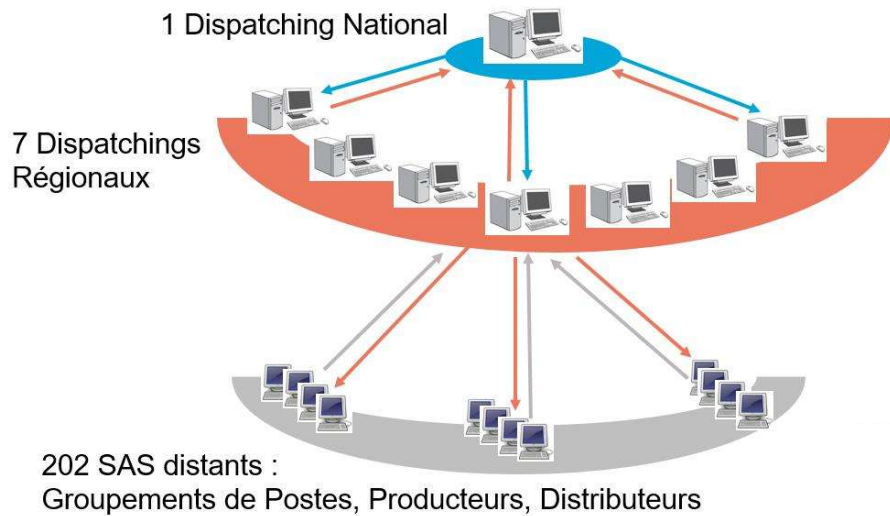 1 Dispatching National
7 Dispatchings
Régionaux
202 SAS distants :
Groupements de Postes, Producteurs, Distributeurs